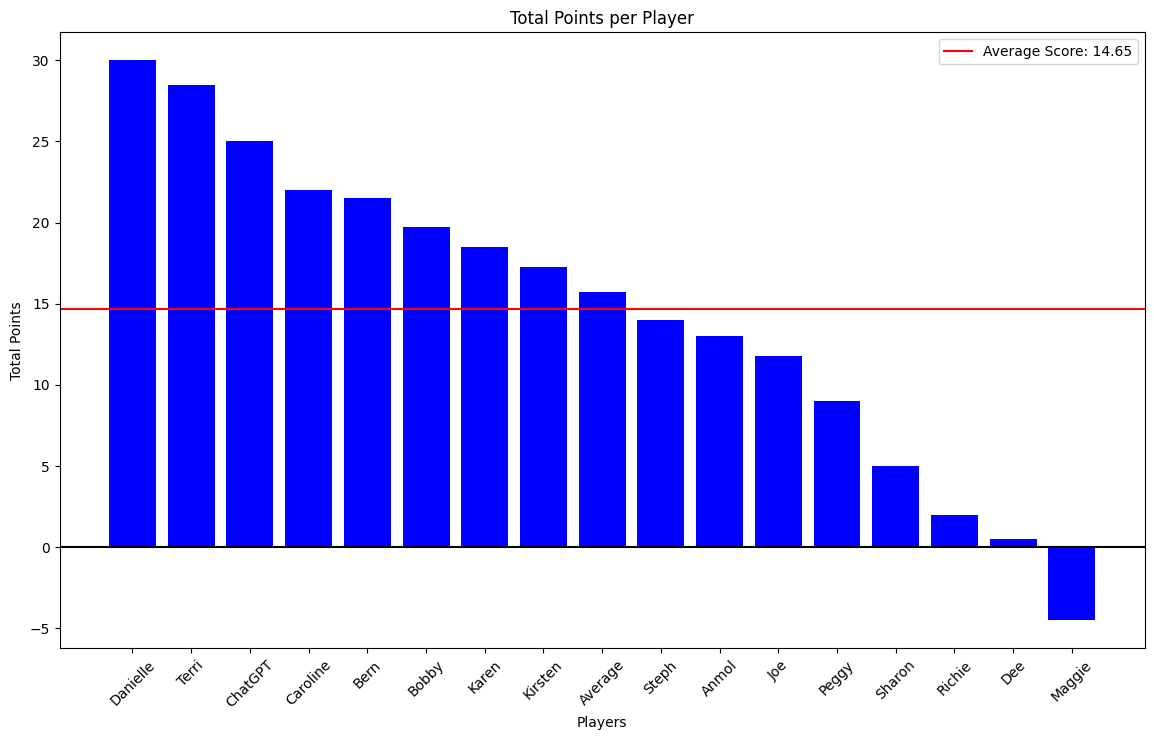 Total Points per Player
Average Score: 14.65
Total Points
30
25
20
15
10
5
0
−5
Danielle
Terri
ChatGPT
Caroline
Bern
Bobby
Karen
Kirsten
Average
Steph
Anmol
Joe
Peggy
Sharon
Richie
Dee
Maggie
Players